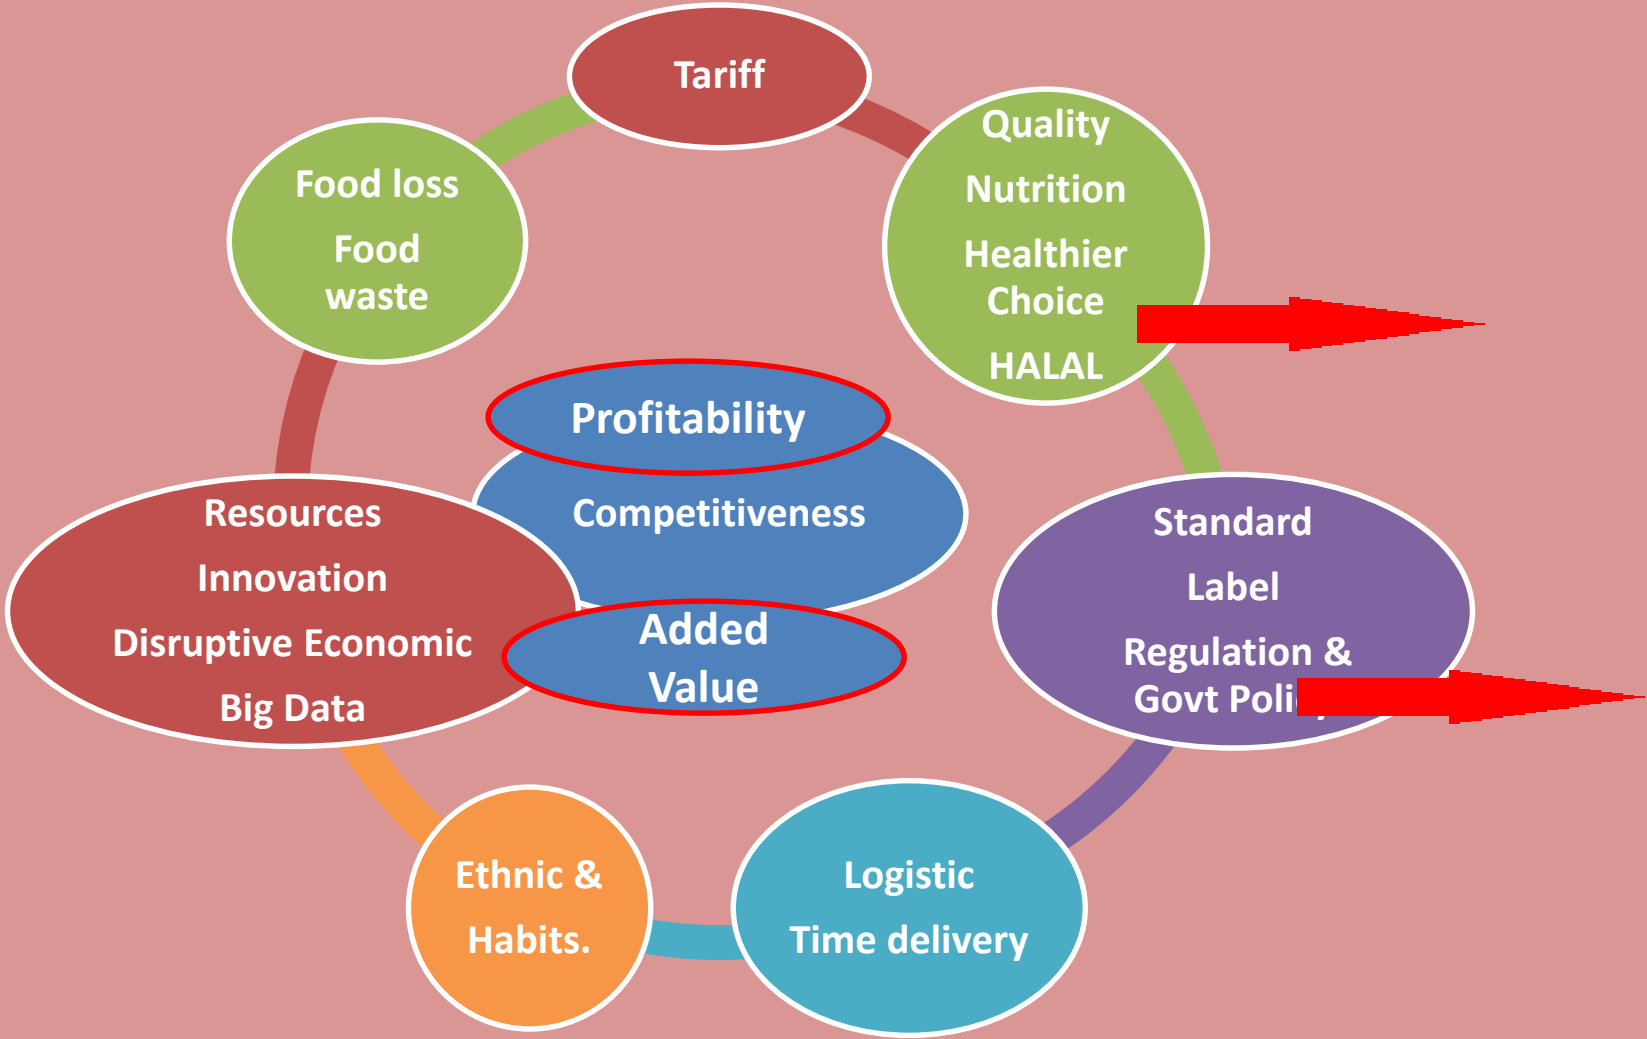 Tariff
Quality
Nutrition
Healthier
Choice
HALAL
Food loss
Food
waste
Profitability
Competitiveness
Added
Value
Resources
Innovation
Disruptive Economic
Big Data
Standard
Label
Regulation &
Govt
Ethnic &
Habits.
Logistic
Time delivery